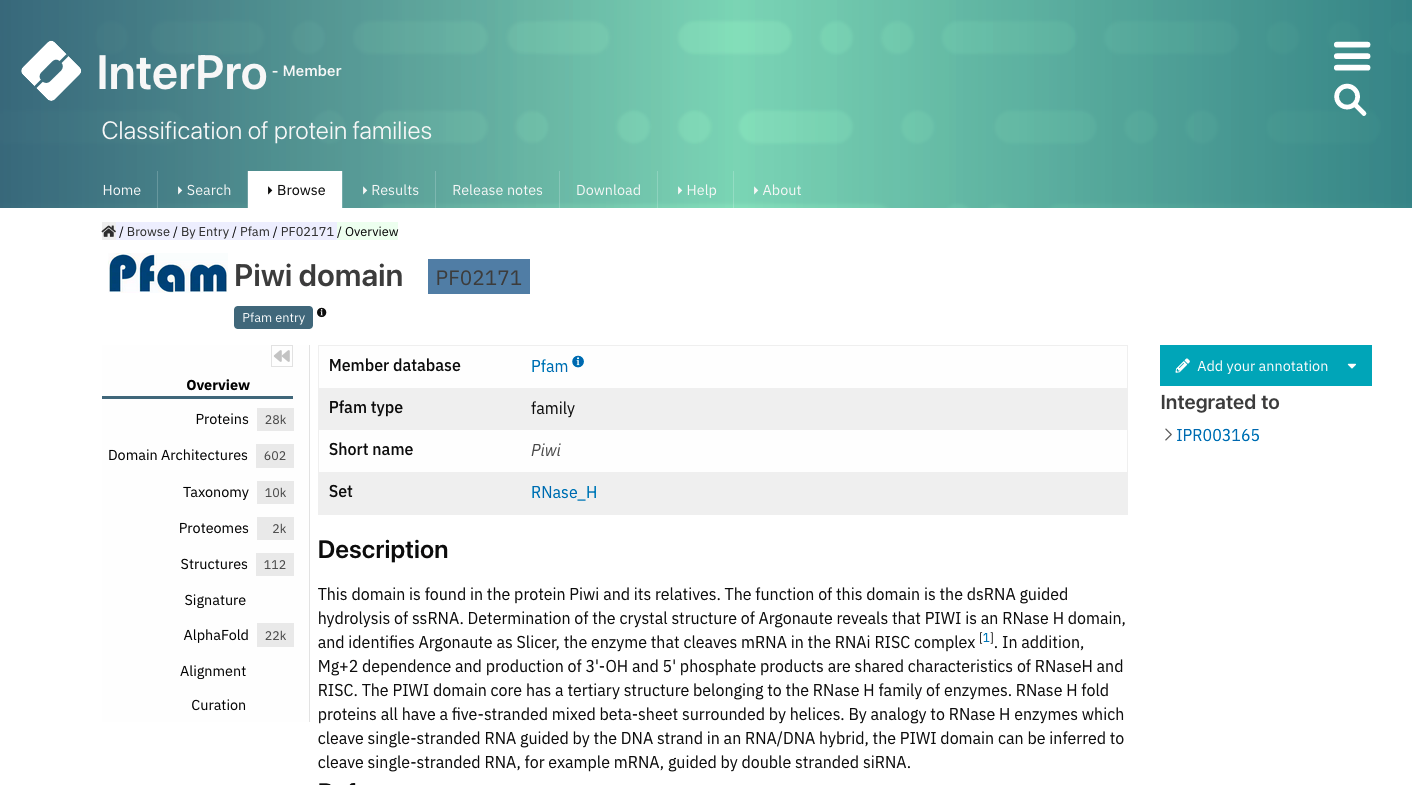 InterPro - Member
Classification of protein families
Home Search Browse Results Release notes Download Help About
/ Browse / By Entry / Pfam / PF02171 / Overview
Pfam Piwi domain PF02171
Pfam entry
Overview
Proteins 28k
Domain Architectures 602
Taxonomy 10k
Proteomes 2k
Structures 112
Signature
AlphaFold 22k
Alignment
Curation
Member database Pfam
Pfam type family
Short name Piwi
Set RNase_H
Description
This domain is found in the protein Piwi and its relatives. The function of this domain is the dsRNA guided
hydrolysis of ssRNA. Determination of the crystal structure of Argonaute reveals that PIWI is an RNase H domain,
and identifies Argonaute as Slicer, the enzyme that cleaves mRNA in the RNAi RISC complex [1]. In addition,
Mg+2 dependence and production of 3'-OH and 5' phosphate products are shared characteristics of RNaseH and
RISC. The PIWI domain core has a tertiary structure belonging to the RNase H family of enzymes. RNase H fold
proteins all have a five-stranded mixed beta-sheet surrounded by helices. By analogy to RNase H enzymes which
cleave single-stranded RNA guided by the DNA strand in an RNA/DNA hybrid, the PIWI domain can be inferred to
cleave single-stranded RNA, for example mRNA, guided by double stranded siRNA.
Add your annotation
Integrated to
IPR003165